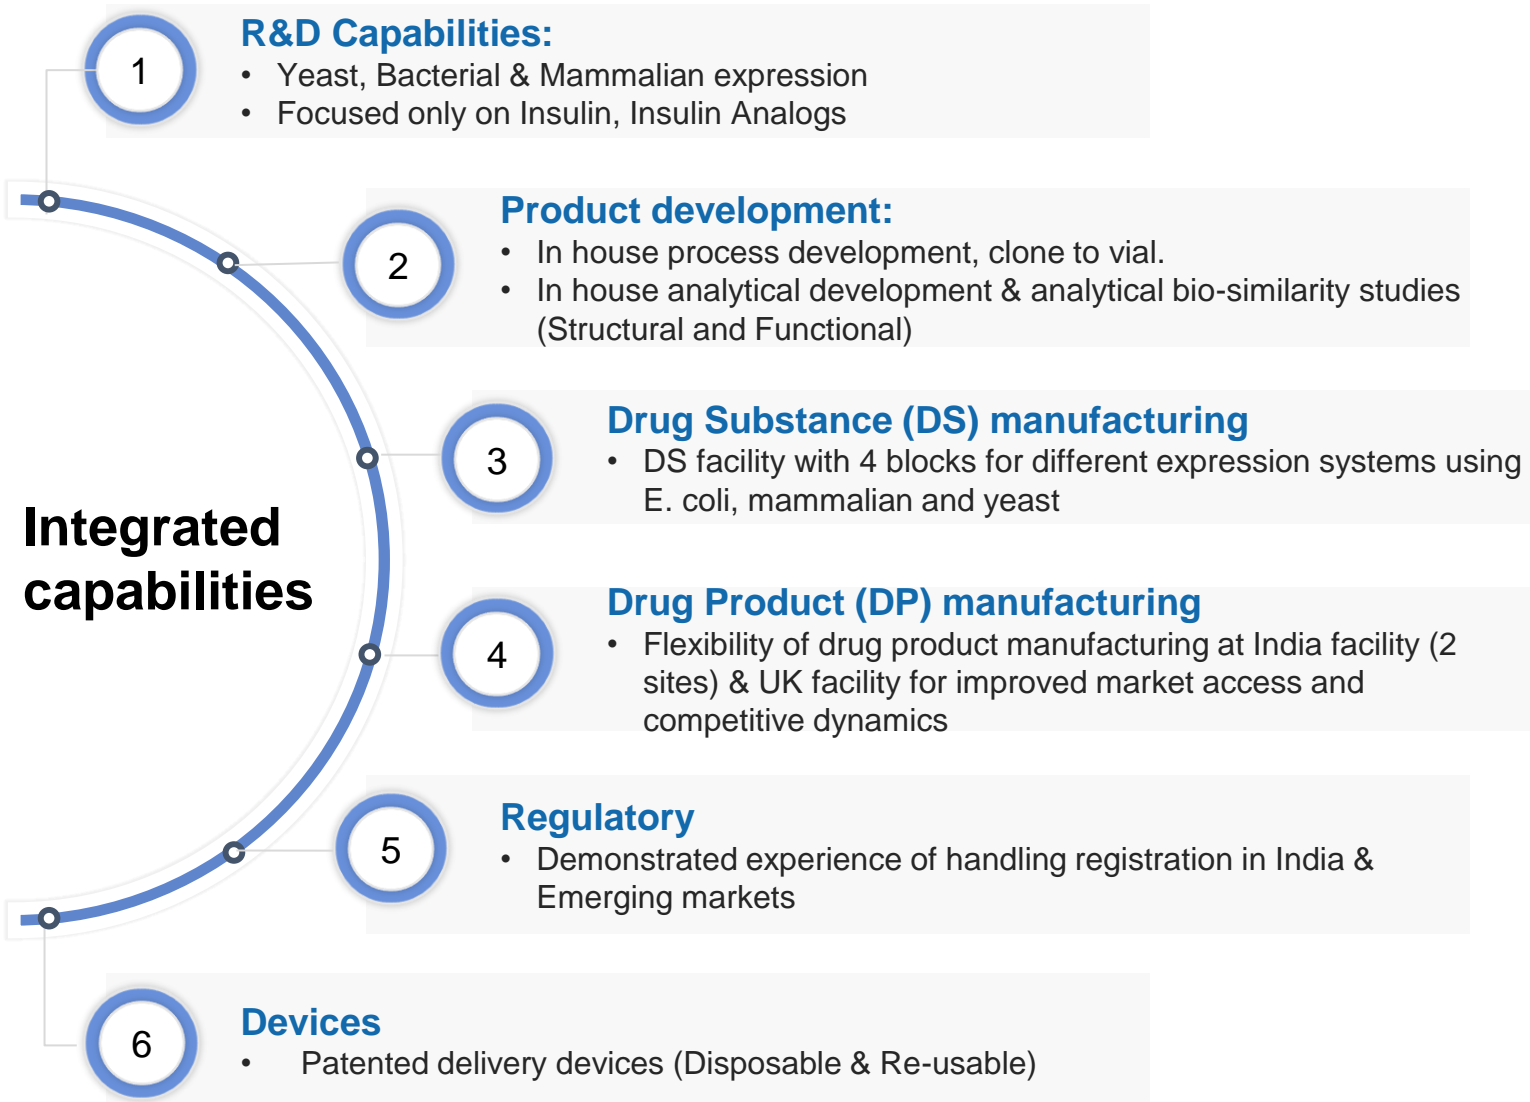 1
R&D Capabilities:
• Yeast, Bacterial & Mammalian expression
• Focused only on Insulin, Insulin Analogs
2
Product development:
• In house process development, clone to vial.
• In house analytical development & analytical bio-similarity studies
(Structural and Functional)
3
Drug Substance (DS) manufacturing
• DS facility with 4 blocks for different expression systems using
E. coli, mammalian and yeast
Integrated
capabilities
4
Drug Product (DP) manufacturing
• Flexibility of drug product manufacturing at India facility (2
sites) & UK facility for improved market access and
competitive dynamics
5
Regulatory
• Demonstrated experience of handling registration in India &
Emerging markets
6
Devices
• Patented delivery devices (Disposable & Re-usable)